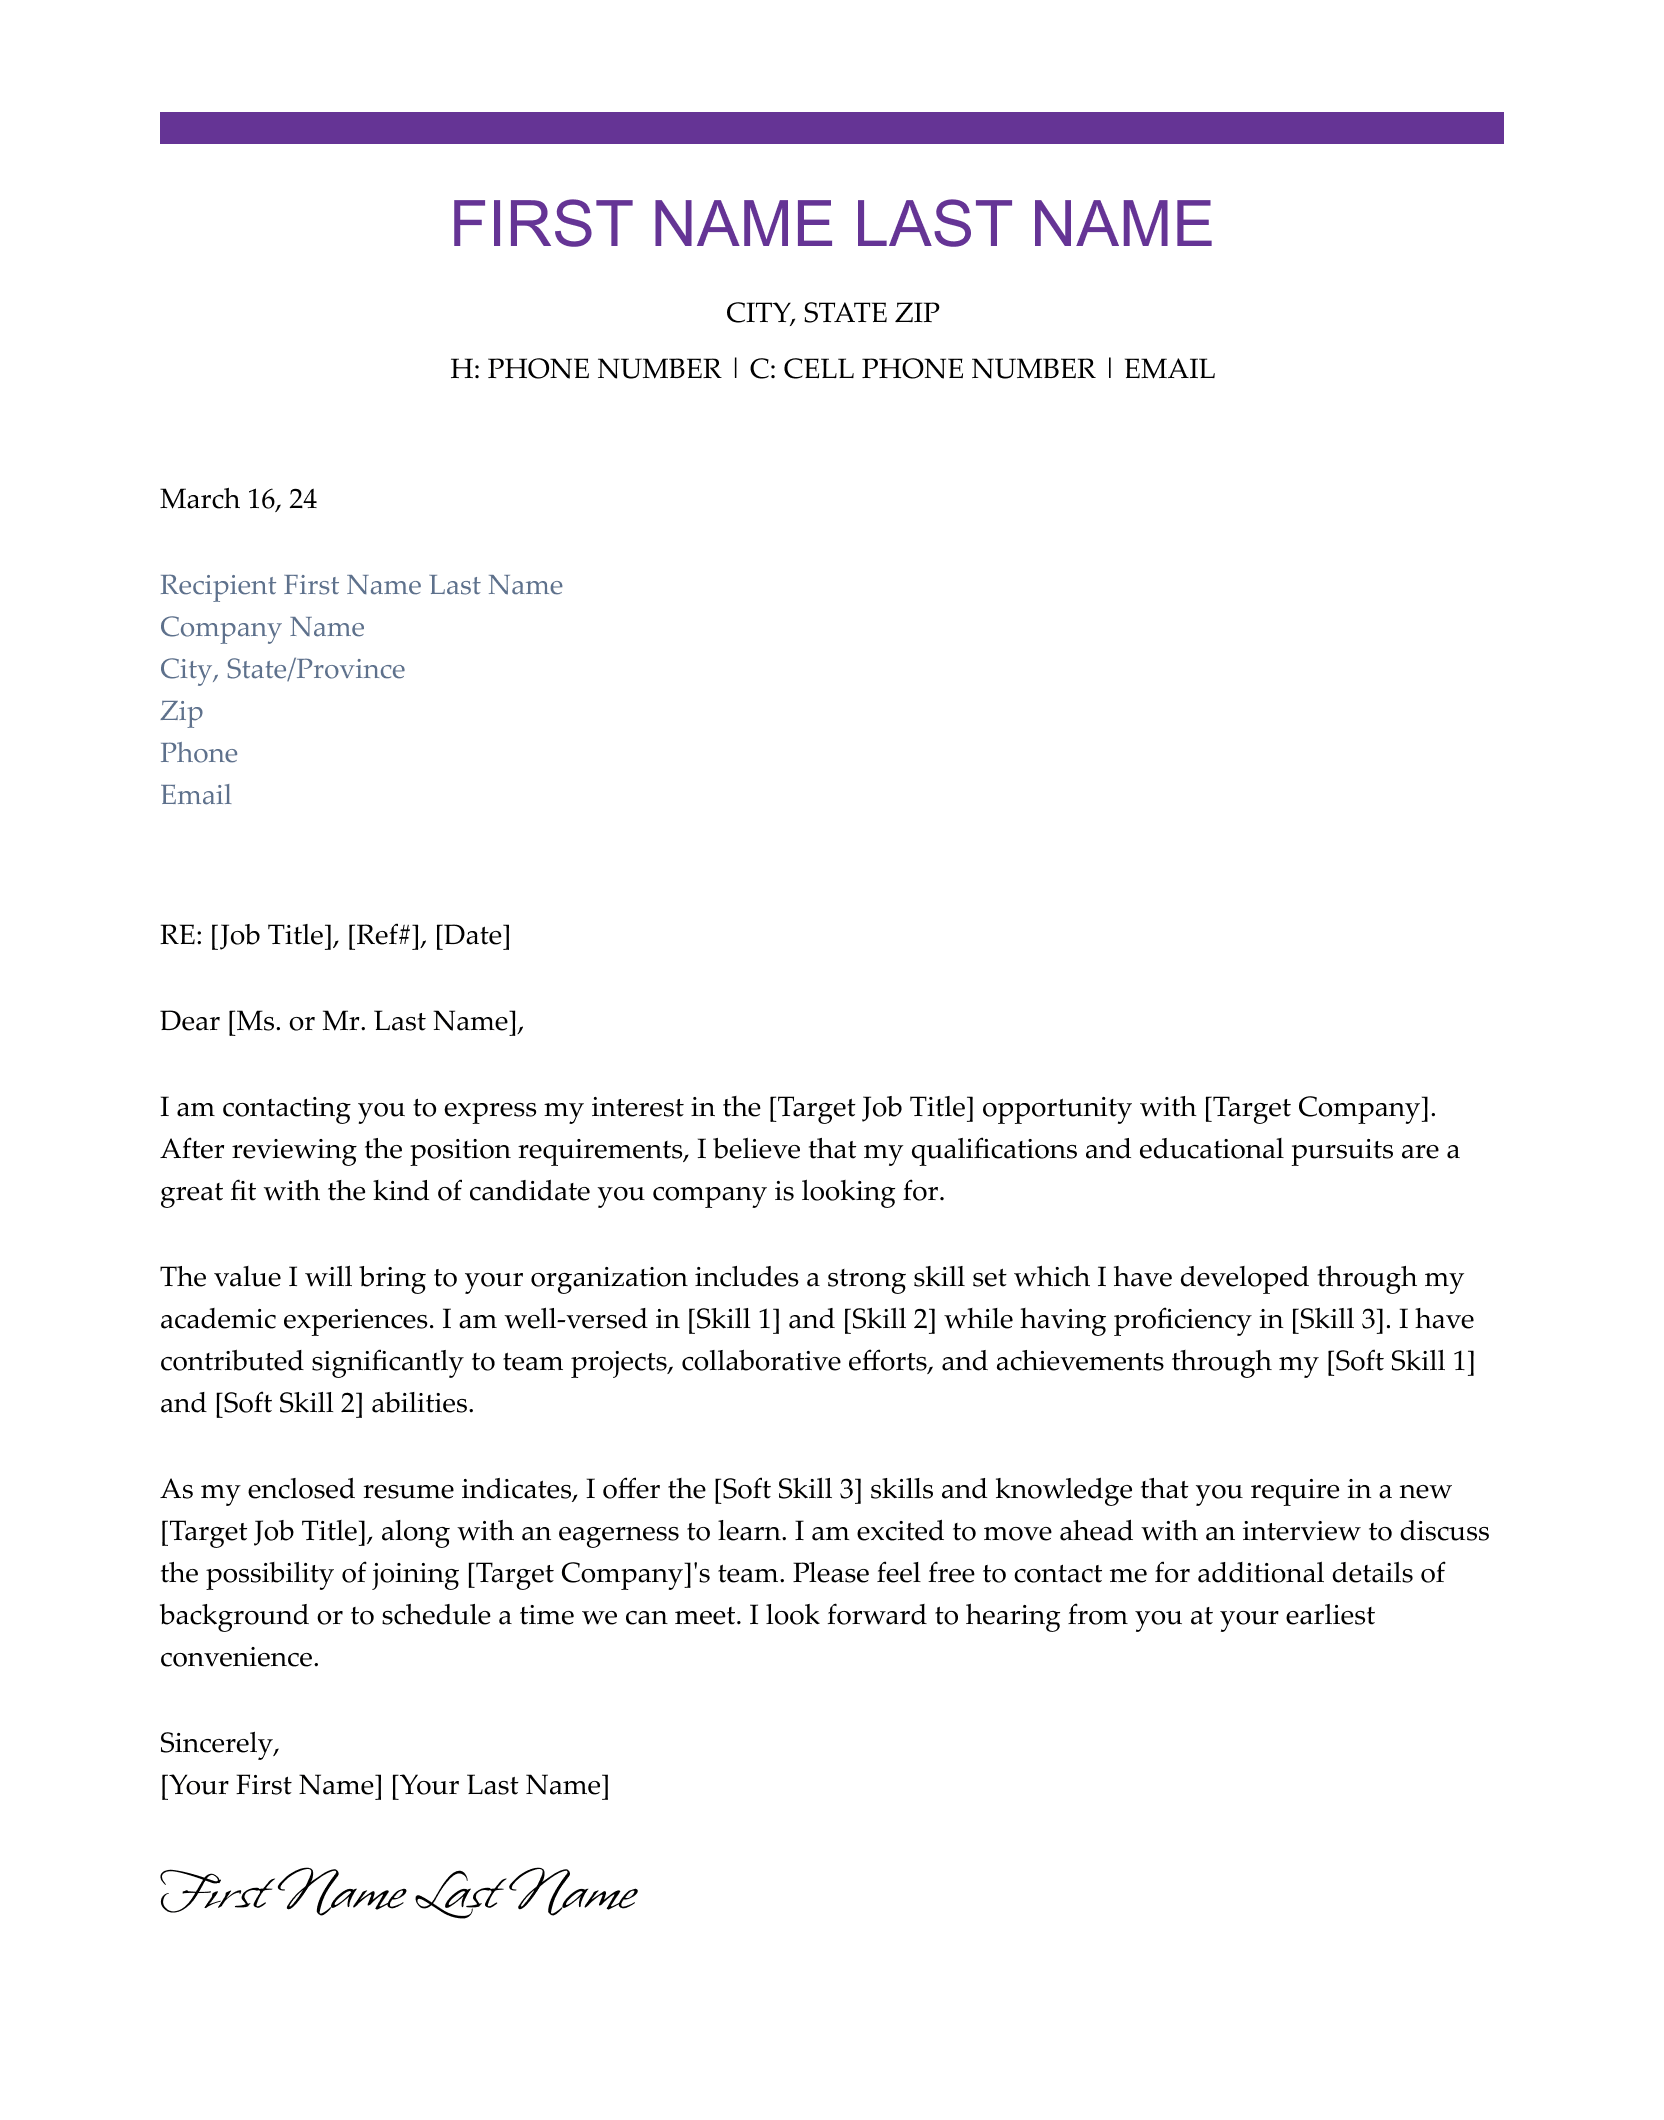 FIRST NAME LAST NAME
CITY, STATE ZIP
H: PHONE NUMBER | C: CELL PHONE NUMBER | EMAIL
March 16, 24
Recipient First Name Last Name
Company Name
City, State/Province
Zip
Phone
Email
RE: [Job Title], [Ref#], [Date]
Dear [Ms. or Mr. Last Name],
I am contacting you to express my interest in the [Target Job Title] opportunity with [Target Company].
After reviewing the position requirements, I believe that my qualifications and educational pursuits are a
great fit with the kind of candidate you company is looking for.
The value I will bring to your organization includes a strong skill set which I have developed through my
academic experiences. I am well-versed in [Skill 1] and [Skill 2] while having proficiency in [Skill 3]. I have
contributed significantly to team projects, collaborative efforts, and achievements through my [Soft Skill 1]
and [Soft Skill 2] abilities.
As my enclosed resume indicates, I offer the [Soft Skill 3] skills and knowledge that you require in a new
[Target Job Title], along with an eagerness to learn. I am excited to move ahead with an interview to discuss
the possibility of joining [Target Company]'s team. Please feel free to contact me for additional details of
background or to schedule a time we can meet. I look forward to hearing from you at your earliest
convenience.
Sincerely,
[Your First Name] [Your Last Name]
First Name Last Name